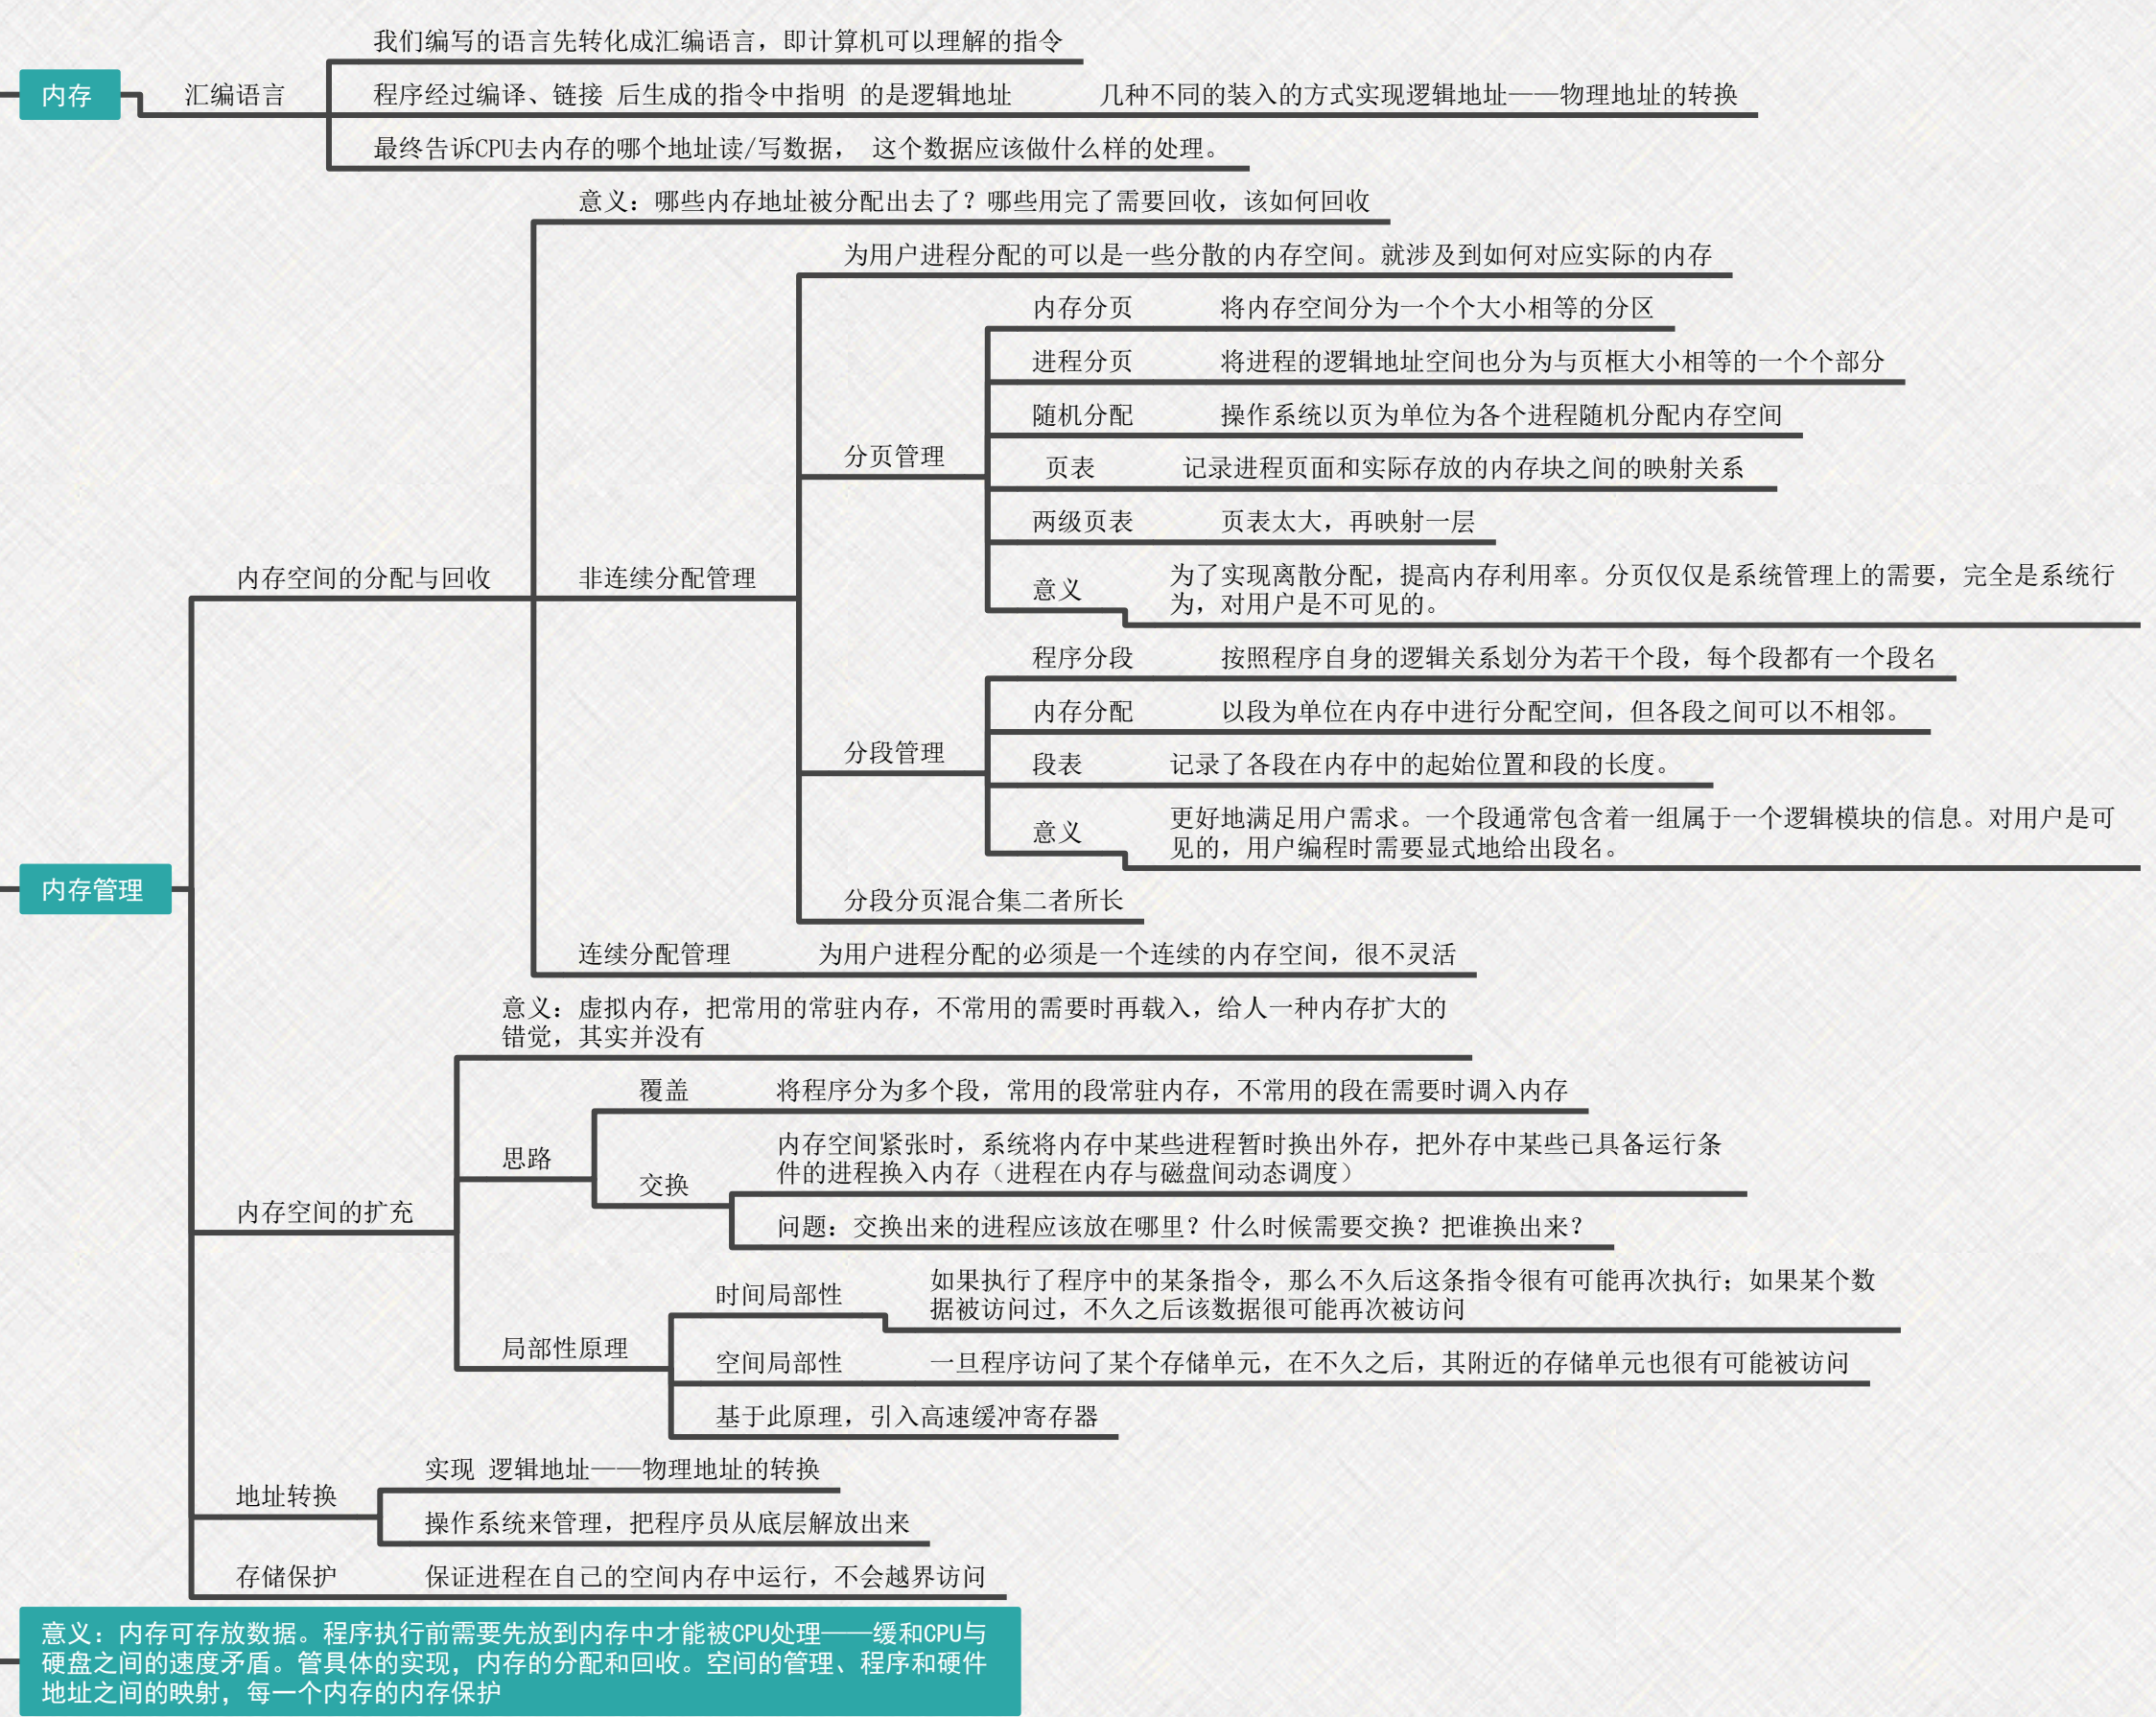 我们编写的语言先转化成汇编语言，即计算机可以理解的指令
内存
汇编语言
程序经过编译、链接 后生成的指令中指明 的是逻辑地址
几种不同的装入的方式实现逻辑地址——物理地址的转换
最终告诉CPU去内存的哪个地址读/写数据， 这个数据应该做什么样的处理。
意义：哪些内存地址被分配出去了？哪些用完了需要回收，该如何回收
为用户进程分配的可以是一些分散的内存空间。就涉及到如何对应实际的内存
内存分页
将内存空间分为一个个大小相等的分区
进程分页
将进程的逻辑地址空间也分为与页框大小相等的一个个部分
随机分配
操作系统以页为单位为各个进程随机分配内存空间
分页管理
页表
记录进程页面和实际存放的内存块之间的映射关系
两级页表
页表太大，再映射一层
内存空间的分配与回收
非连续分配管理
意义
为了实现离散分配，提高内存利用率。分页仅仅是系统管理上的需要，完全是系统行
为，对用户是不可见的。
程序分段
按照程序自身的逻辑关系划分为若干个段，每个段都有一个段名
内存分配
以段为单位在内存中进行分配空间，但各段之间可以不相邻。
分段管理
段表
记录了各段在内存中的起始位置和段的长度。
意义
更好地满足用户需求。一个段通常包含着一组属于一个逻辑模块的信息。对用户是可
见的，用户编程时需要显式地给出段名。
内存管理
分段分页混合集二者所长
连续分配管理
为用户进程分配的必须是一个连续的内存空间，很不灵活
意义：虚拟内存，把常用的常驻内存，不常用的需要时再载入，给人一种内存扩大的
错觉，其实并没有
覆盖
将程序分为多个段，常用的段常驻内存，不常用的段在需要时调入内存
思路
交换
内存空间紧张时，系统将内存中某些进程暂时换出外存，把外存中某些已具备运行条
件的进程换入内存（进程在内存与磁盘间动态调度）
内存空间的扩充
问题：交换出来的进程应该放在哪里？什么时候需要交换？把谁换出来？
时间局部性
如果执行了程序中的某条指令，那么不久后这条指令很有可能再次执行；如果某个数
据被访问过，不久之后该数据很可能再次被访问
局部性原理
空间局部性
一旦程序访问了某个存储单元，在不久之后，其附近的存储单元也很有可能被访问
基于此原理，引入高速缓冲寄存器
实现 逻辑地址——物理地址的转换
地址转换
操作系统来管理，把程序员从底层解放出来
存储保护
保证进程在自己的空间内存中运行，不会越界访问
意义：内存可存放数据。程序执行前需要先放到内存中才能被CPU处理——缓和CPU与
硬盘之间的速度矛盾。管具体的实现，内存的分配和回收。空间的管理、程序和硬件
地址之间的映射，每一个内存的内存保护